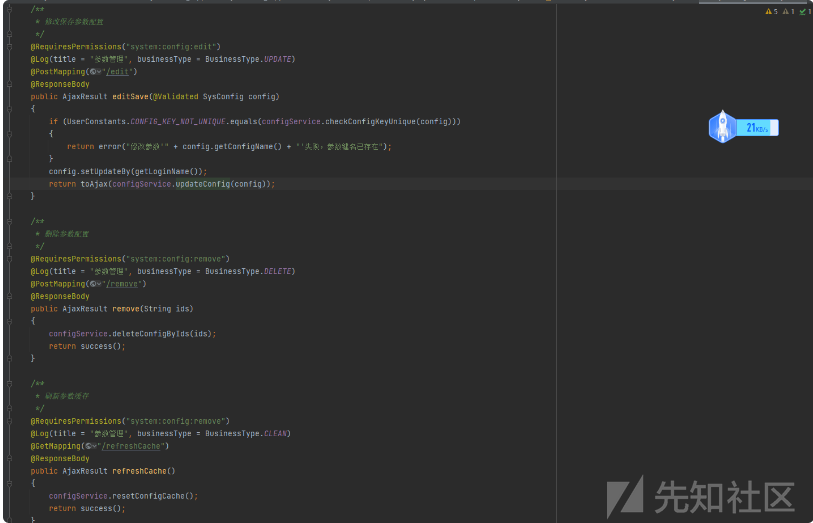 /**
 * 修改保存参数配置
 */
@RequiresPermissions("system:config:edit")
@Log(title = "参数管理", businessType = BusinessType.UPDATE)
@PostMapping("/edit")
@ResponseBody
public AjaxResult editSave(@Validated SysConfig config)
{
if (UserConstants.CONFIG_KEY_NOT_UNIQUE.equals(configService.checkConfigKeyUnique(config)))
{
return error("修改参数'" + config.getConfigName() + "'失败，参数键名已存在");
}
config.setUpdateBy(getLoginName());
return toAjax(configService.updateConfig(config));
}
/**
 * 删除参数配置
 */
@RequiresPermissions("system:config:remove")
@Log(title = "参数管理", businessType = BusinessType.DELETE)
@PostMapping("/remove")
@ResponseBody
public AjaxResult remove(String ids)
{
configService.deleteConfigByIds(ids);
return success();
}
/**
 * 刷新参数缓存
 */
@RequiresPermissions("system:config:remove")
@Log(title = "参数管理", businessType = BusinessType.CLEAN)
@GetMapping("/refreshCache")
@ResponseBody
public AjaxResult refreshCache()
{
configService.resetConfigCache();
return success();
}
5 1 1
21KB/s
先知社区